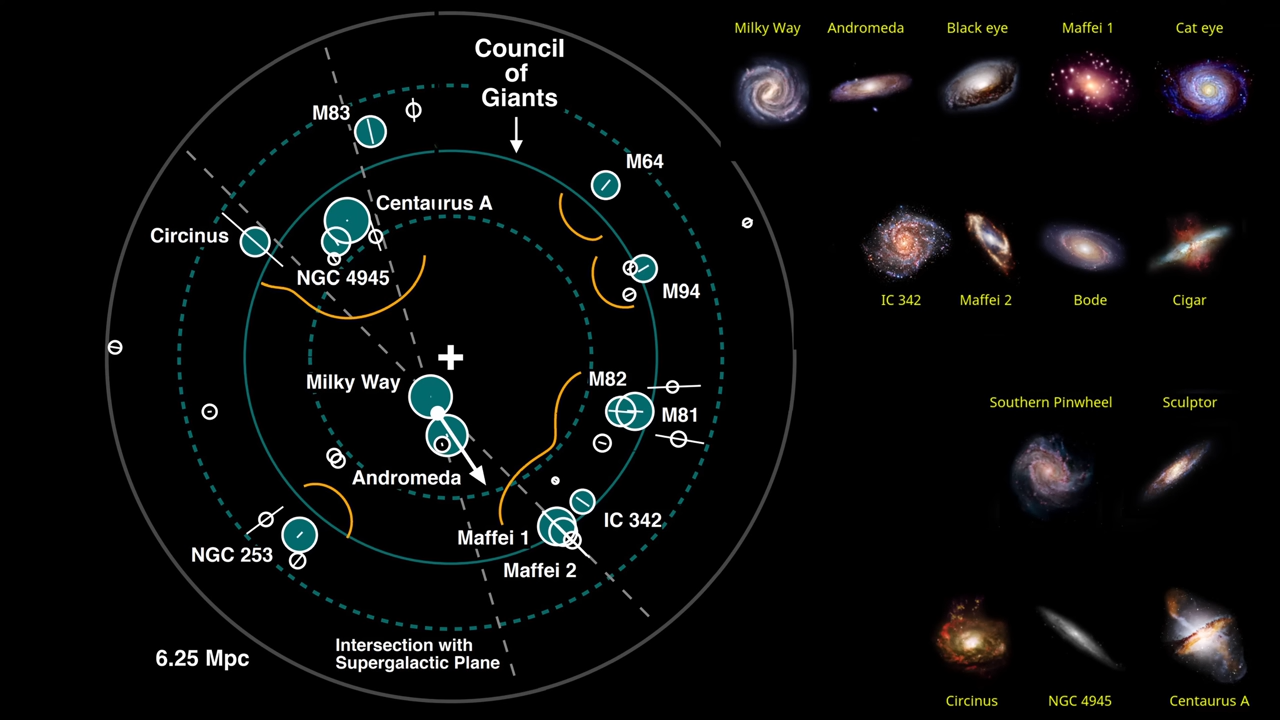 Council
of
Giants
M83
M64
Centaurus A
Circinus
NGC 4945
M94
Milky Way
M82
M81
Andromeda
IC 342
Maffei 1
NGC 253
Maffei 2
Intersection with
Supergalactic Plane
6.25 Mpc
Milky Way
Andromeda
Black eye
Maffei 1
Cat eye
IC 342
Maffei 2
Bode
Cigar
Southern Pinwheel
Sculptor
Circinus
NGC 4945
Centaurus A